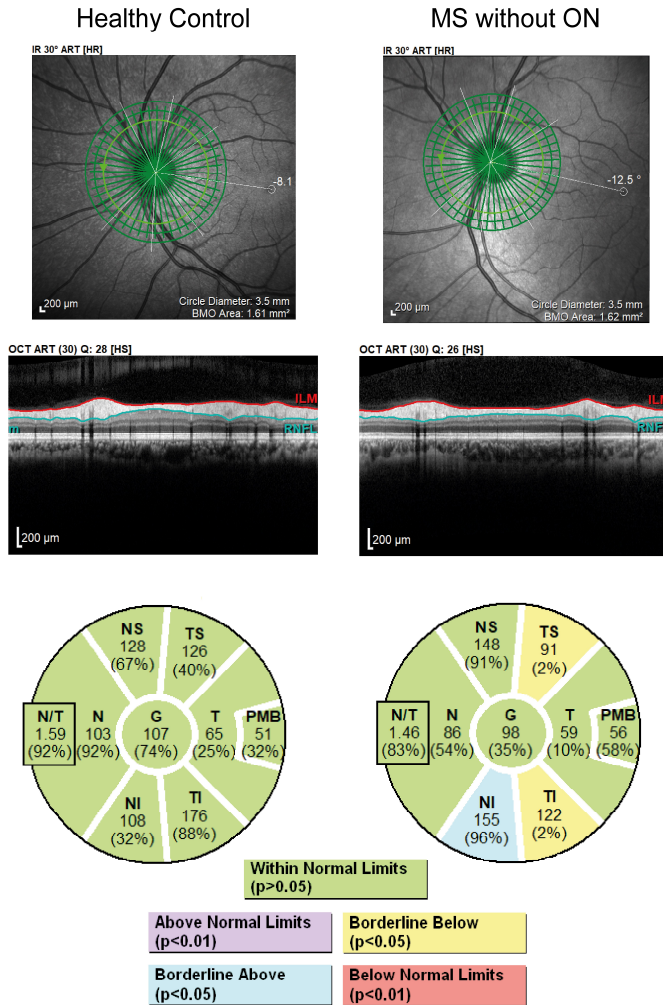 Healthy Control
MS without ON
IR 30° ART [HR]
-8.1
200 µm
Circle Diameter: 3.5 mm
BMO Area: 1.61 mm²
IR 30° ART [HR]
-12.5 °
200 µm
Circle Diameter: 3.5 mm
BMO Area: 1.62 mm²
OCT ART (30) Q: 28 [HS]
ILM
m
RNFL
200 µm
OCT ART (30) Q: 26 [HS]
ILM
RNF
200 µm
NS
128
(67%)
TS
126
(40%)
N/T
1.59
(92%)
N
103
(92%)
G
107
(74%)
T
65
(25%)
PMB
51
(32%)
NI
108
(32%)
TI
176
(88%)
NS
148
(91%)
TS
91
(2%)
N/T
1.46
(83%)
N
86
(54%)
G
98
(35%)
T
59
(10%)
PMB
56
(58%)
NI
155
(96%)
TI
122
(2%)
Within Normal Limits
(p>0.05)
Above Normal Limits
(p<0.01)
Borderline Below
(p<0.05)
Borderline Above
(p<0.05)
Below Normal Limits
(p<0.01)